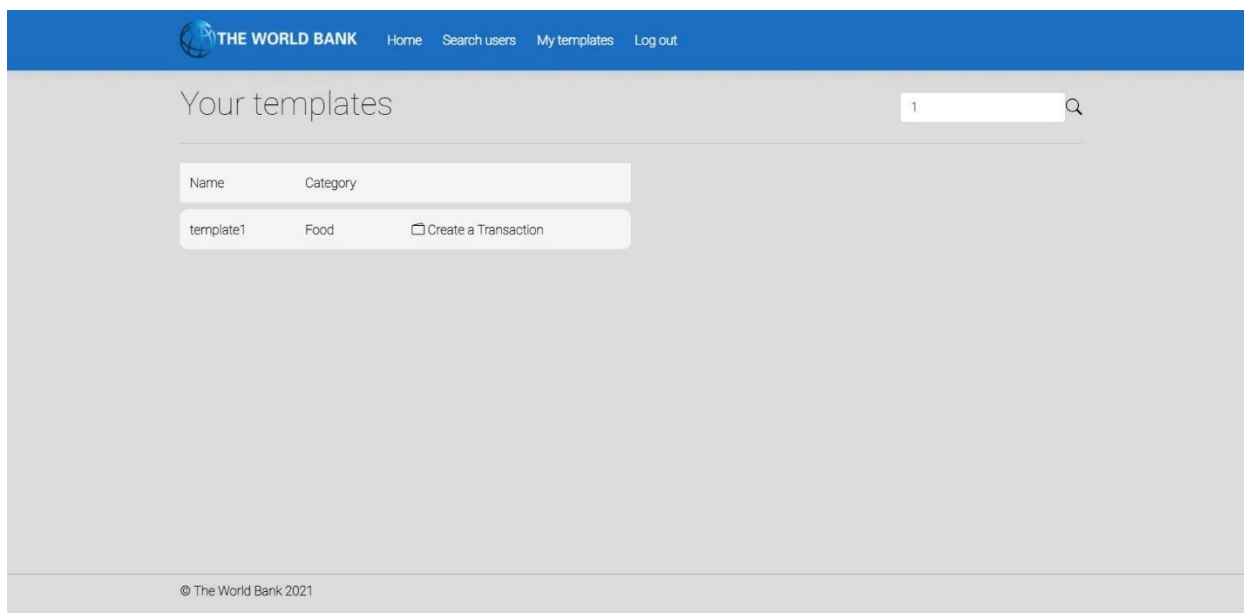 THE WORLD BANK Home Search users My templates Log out
Your templates
1
Name Category
template1 Food Create a Transaction
© The World Bank 2021